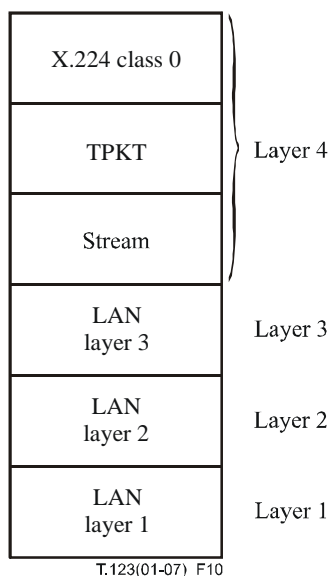 X.224 class 0
TPKT
Layer 4
Stream
LAN
layer 3
Layer 3
LAN
layer 2
Layer 2
LAN
layer 1
Layer 1
T.123(01-07) F10